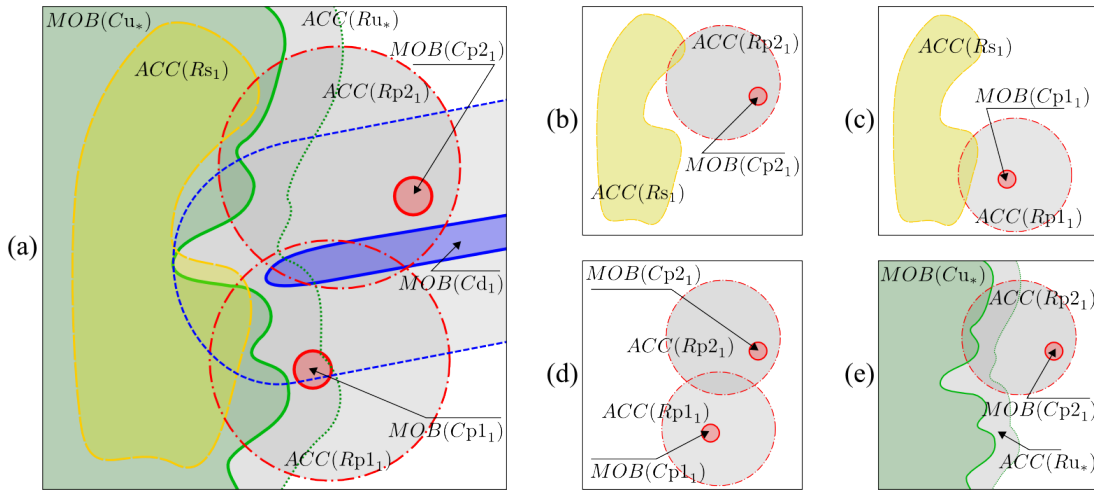 (a)
MOB(Cu*)
ACC(Ru*)
MOB(Cp2₁)
ACC(Rs₁)
ACC(Rp2₁)
MOB(Cd₁)
MOB(Cp1₁)
ACC(Rp1₁)
(b)
ACC(Rp2₁)
MOB(Cp2₁)
ACC(Rs₁)
(c)
ACC(Rs₁)
MOB(Cp1₁)
ACC(Rp1₁)
(d)
MOB(Cp2₁)
ACC(Rp2₁)
ACC(Rp1₁)
MOB(Cp1₁)
(e)
MOB(Cu*)
ACC(Rp2₁)
MOB(Cp2₁)
ACC(Ru*)